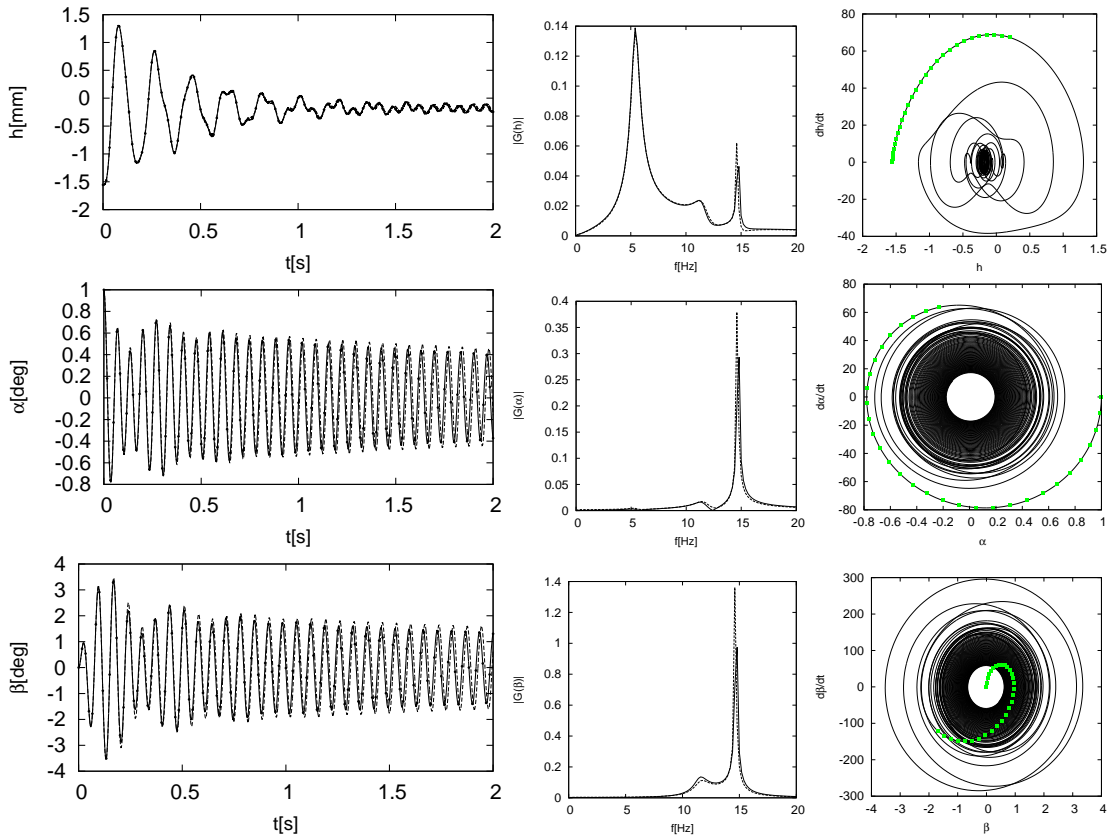 1.5
1
0.5
0
-0.5
-1
-1.5
-2
h[mm]
0 0.5 1 1.5 2
t[s]
0.14
0.12
0.1
0.08
0.06
0.04
0.02
0
|G(h)|
0 5 10 15 20
f[Hz]
80
60
40
20
0
-20
-40
dh/dt
-2 -1.5 -1 -0.5 0 0.5 1 1.5
h
1
0.8
0.6
0.4
0.2
0
-0.2
-0.4
-0.6
-0.8
α[deg]
0 0.5 1 1.5 2
t[s]
0.4
0.35
0.3
0.25
0.2
0.15
0.1
0.05
0
|G(α)|
0 5 10 15 20
f[Hz]
80
60
40
20
0
-20
-40
-60
-80
dα/dt
-0.8 -0.6 -0.4 -0.2 0 0.2 0.4 0.6 0.8 1
α
4
3
2
1
0
-1
-2
-3
-4
β[deg]
0 0.5 1 1.5 2
t[s]
1.4
1.2
1
0.8
0.6
0.4
0.2
0
|G(β)|
0 5 10 15 20
f[Hz]
300
200
100
0
-100
-200
-300
dβ/dt
-4 -3 -2 -1 0 1 2 3 4
β